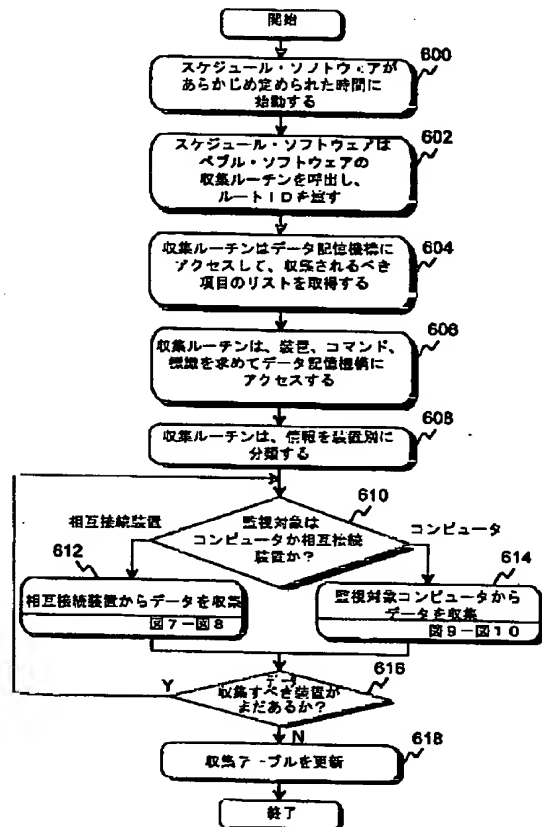 開始
600
スケジュール・ソフトウェアが
あらかじめ定められた時間に
始動する
602
スケジュール・ソフトウェアは
ペブル・ソフトウェアの
収集ルーチンを呼出し、
ルートIDを渡す
604
収集ルーチンはデータ記憶機構に
アクセスして、収集されるべき
項目のリストを取得する
606
収集ルーチンは、装置、コマンド、
標識を求めてデータ記憶機構に
アクセスする
608
収集ルーチンは、情報を装置別に
分類する
610
相互接続装置
監視対象は
コンピュータか相互接続
装置か?
コンピュータ
612
相互接続装置からデータを収集
図7-図8
614
監視対象コンピュータから
データを収集
図9-図10
616
Y
データ
収集すべき装置が
まだあるか?
N
618
収集テーブルを更新
終了